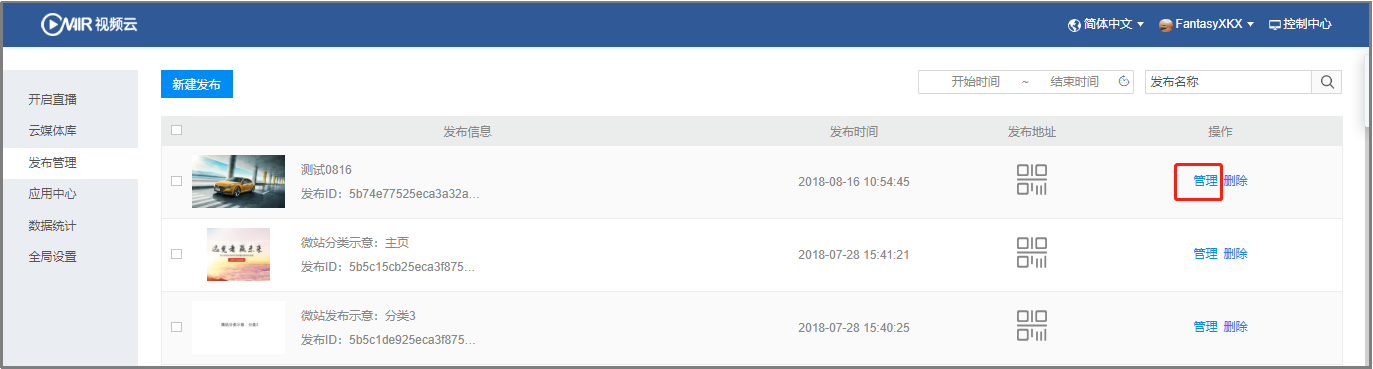 CMAIR 视频云
简体中文 FantasyXKX 控制中心
开启直播
云媒体库
发布管理
应用中心
数据统计
全局设置
新建发布
开始时间 ~ 结束时间
发布名称
发布信息 发布时间 发布地址 操作
测试0816
发布ID：5b74e77525eca3a32a...
2018-08-16 10:54:45
管理 删除
微站分类示意：主页
发布ID：5b5c15cb25eca3f875...
2018-07-28 15:41:21
管理 删除
微站发布示意：分类3
发布ID：5b5c1de925eca3f875...
2018-07-28 15:40:25
管理 删除